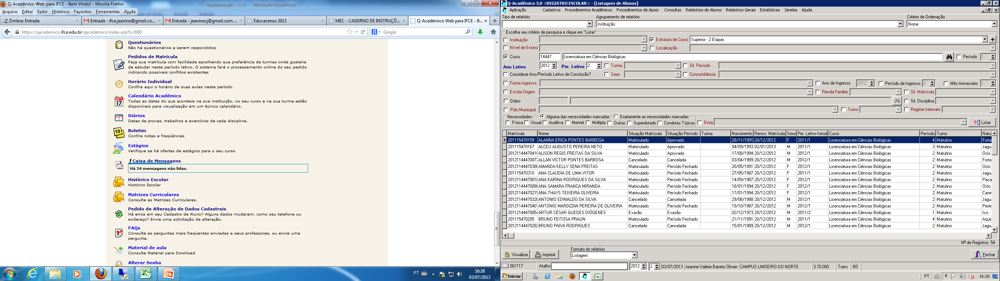 Q-Acadêmico Web para IFCE - Bem Vindo! - Mozilla Firefox
Arquivo Editar Exibir Histórico Favoritos Ferramentas Ajuda
Zimbra: Entrada
Entrada - ifce.jeanine@gmail.co...
Entrada - jeaninecj@gmail.com ...
Educacenso 2013
MEC - CADERNO DE INSTRUÇÕ...
Q-Acadêmico Web para IFCE - B...
https://qacademico.ifce.edu.br/qacademico/index.asp?t=2000
Google
Questionários
Não há questionários a serem respondidos
Pedidos de Matrícula
Faça sua matrícula com facilidade escolhendo sua preferência de turmas onde gostaria
de estudar neste período letivo. O sistema fará o processamento online do seu pedido
indicando possíveis conflitos existentes
Horário Individual
Confira aqui o horário de suas aulas neste período
Calendário Acadêmico
Todas as datas do que acontece na sua instituição, no seu curso e na sua turma estão
disponíveis para visualização em um &único calendário.
Diários
Datas de provas, trabalhos e exercícios de cada disciplina.
Boletim
Confira notas e freqüências
Estágios
Verifique se há ofertas de estágios para o seu curso
Caixa de Mensagens
Há 34 mensagens não lidas.
Histórico Escolar
Histórico Escolar
Matrizes Curriculares
Consulte as Matrizes Curriculares.
Pedido de Alteração de Dados Cadastrais
Há erros em seu Cadastro de Aluno? Alguns dados mudaram, como seu telefone ou
endereço? Envie uma solicitação de alteração.
FAQs
Consulte as perguntas mais freqüentes enviadas a seus professores, ou envie uma
pergunta.
Material de aula
Consulte Material para Download
Alterar Senha
PT
16:28
03/07/2013
Q-Acadêmico 3.0 <REGISTRO ESCOLAR> - [Listagem de Alunos]
Aplicação Cadastros Procedimentos Acadêmicos Procedimentos de Apoio Consultas Relatórios de Alunos Relatórios Gerais Estatísticas Janelas Ajuda
Tipo de relatório Agrupamento de relatório Critério de Ordenação
Instituição Nome
Escolha seu critério de pesquisa e clique em "Listar"
Instituição Estrutura de Curso Superior - 2 Etapas
Nível de Ensino Localização
Curso 14447 Licenciatura em Ciências Biológicas Período 1
Ano Letivo 2012 Per. Letivo 2 Turma Sit. Período
Considerar Ano/Período Letivo de Conclusão? Sexo Concomitância
Forma Ingresso Ano de Ingresso 2012 Período de Ingresso 2 Mês Aniversário 1
Escola Origem Renda Familiar Sit. Matrícula
Diário Sit. Disciplina
Pólo Municipal Turno Regime Internato
Necessidades: Alguma das necessidades marcadas Exatamente as necessidades marcadas
Física Visual Auditiva Mental Múltipla Outras Superdotado Condutas Típicas Etnia Listar
Matrícula Nome Situação Matrícula Situação Período Turma Nascimento Renov. Matrícula Sexo Per. Letivo Inicial Curso Período Turno Natu
201115470159 ALANNA ERICA PONTES BARBOSA Matriculado Aprovado 28/11/1991 20/12/2012 F 2011/1 Licenciatura em Ciências Biológicas 4 Matutino Forta
201115470167 ALCEU AUGUSTO PEREIRA NETO Matriculado Aprovado 04/09/1993 02/01/2013 M 2011/1 Licenciatura em Ciências Biológicas 3 Matutino Jagu
2012114447041 ALISON REGIS FREITAS DA SILVA Matriculado Aprovado 17/08/1994 20/12/2012 M 2012/1 Licenciatura em Ciências Biológicas 2 Matutino Orós
2012114447007 ALLAN VICTOR PONTES BARBOSA Cancelado Cancelada 03/04/1989 20/12/2012 M 2012/1 Licenciatura em Ciências Biológicas 2 Matutino Forta
2012114447038 AMANDA KELLY SENA FREITAS Matriculado Período Fechado 20/05/1991 20/12/2012 F 2012/1 Licenciatura em Ciências Biológicas 2 Matutino Orós
201115470310 ANA CLAUDIA DE LIMA VITOR Matriculado Período Fechado 27/05/1987 20/12/2012 F 2011/1 Licenciatura em Ciências Biológicas 2 Matutino Jagu
2012114447001 ANA KARINA RODRIGUES DA SILVA Matriculado Período Fechado 14/09/1987 20/12/2012 F 2012/1 Licenciatura em Ciências Biológicas 2 Matutino Paca
2012114447008 ANA SAMARA FRANCA MIRANDA Matriculado Período Fechado 18/01/1994 20/12/2012 F 2012/1 Licenciatura em Ciências Biológicas 2 Matutino Orós
2012114447021 ANA THAYS TEIXEIRA OLIVEIRA Matriculado Período Fechado 17/01/1994 20/12/2012 F 2012/1 Licenciatura em Ciências Biológicas 2 Matutino Canin
2012114447032 ANTONIO EDINALDO DA SILVA Cancelado Cancelada 29/08/1988 20/12/2012 M 2012/1 Licenciatura em Ciências Biológicas 2 Matutino Jagu
2012114447040 ANTONIO MARDIZAN PEREIRA DE OLIVEIRA Matriculado Período Fechado 19/10/1987 20/12/2012 M 2012/1 Licenciatura em Ciências Biológicas 2 Matutino Perei
2011214447005 ARTUR CÉSAR GUEDES DIÓGENES Evasão Evasão 02/12/1973 20/12/2012 M 2011/2 Licenciatura em Ciências Biológicas 1 Matutino Ico -
201115470205 BRUNO FEITOSA PRAUN Matriculado Período Fechado 21/11/1991 20/12/2012 M 2011/1 Licenciatura em Ciências Biológicas 4 Matutino Aquir
2012114447028 BRUNO PAIVA RODRIGUES Cancelado Cancelada 15/01/1989 20/12/2012 M 2012/1 Licenciatura em Ciências Biológicas 2 Matutino Jagu
Nº de Registros: 54
Visualizar Imprimir Formato do relatório
Listagem Fechar
00/117 Atalho: 2012 2 03/07/2013 Jeanine Valérie Barreto Oliveira CAMPUS LIMOEIRO DO NORTE 3.70.000 Trans BD
Iniciar PT 16:28